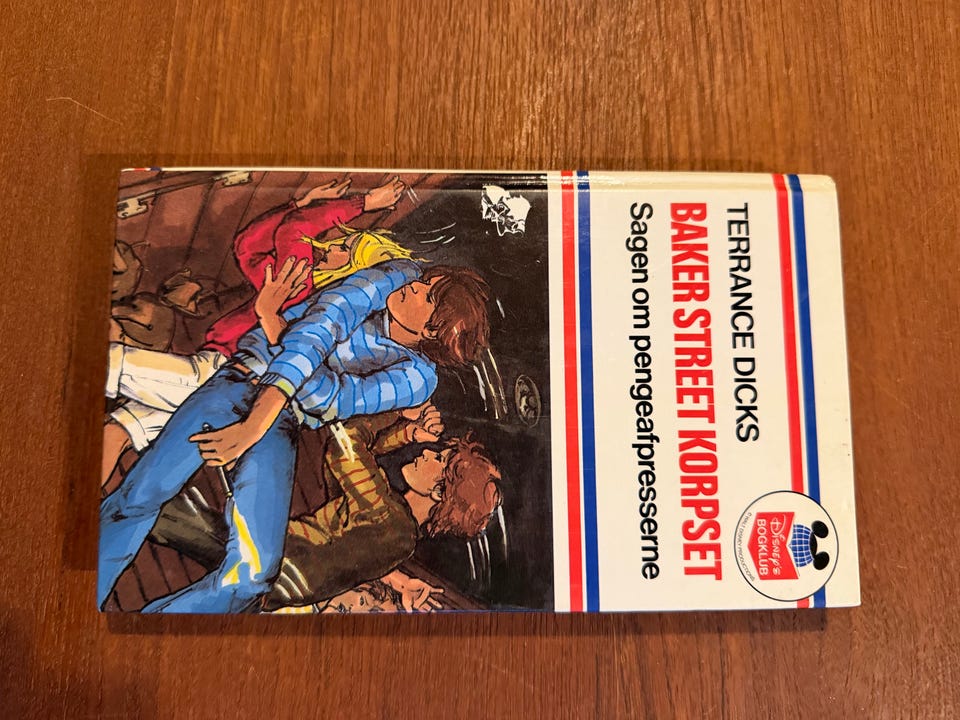 TERRANCE DICKS
BAKER STREET KORPSET
Sagen om pengeafpresserne
DISNEY'S
BOGKLUB